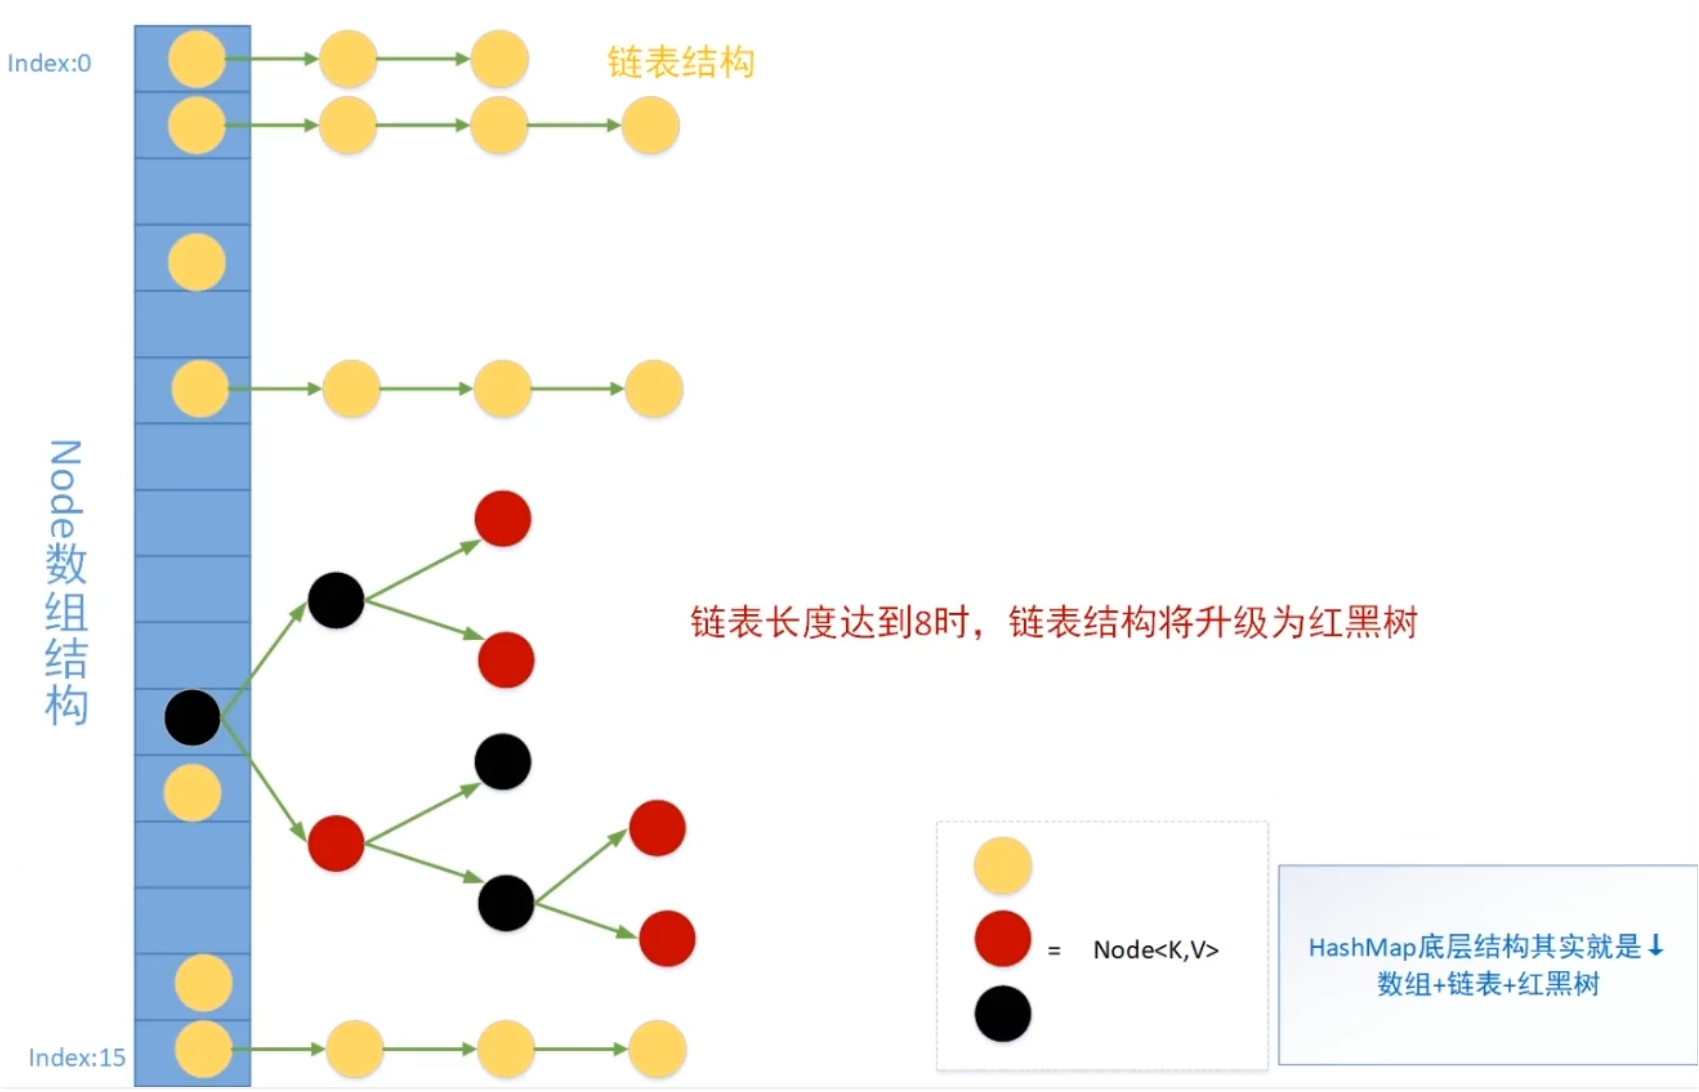 Index:0
链表结构
Node数组结构
链表长度达到8时，链表结构将升级为红黑树
= Node<K,V>
HashMap底层结构其实就是↓
数组+链表+红黑树
Index:15